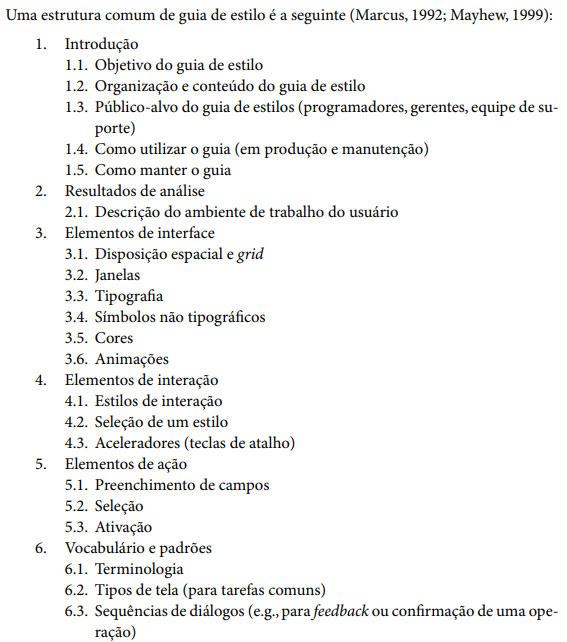 Uma estrutura comum de guia de estilo é a seguinte (Marcus, 1992; Mayhew, 1999):
1. Introdução
1.1. Objetivo do guia de estilo
1.2. Organização e conteúdo do guia de estilo
1.3. Público-alvo do guia de estilos (programadores, gerentes, equipe de su-
porte)
1.4. Como utilizar o guia (em produção e manutenção)
1.5. Como manter o guia
2. Resultados de análise
2.1. Descrição do ambiente de trabalho do usuário
3. Elementos de interface
3.1. Disposição espacial e grid
3.2. Janelas
3.3. Tipografia
3.4. Símbolos não tipográficos
3.5. Cores
3.6. Animações
4. Elementos de interação
4.1. Estilos de interação
4.2. Seleção de um estilo
4.3. Aceleradores (teclas de atalho)
5. Elementos de ação
5.1. Preenchimento de campos
5.2. Seleção
5.3. Ativação
6. Vocabulário e padrões
6.1. Terminologia
6.2. Tipos de tela (para tarefas comuns)
6.3. Sequências de diálogos (e.g., para feedback ou confirmação de uma ope-
ração)